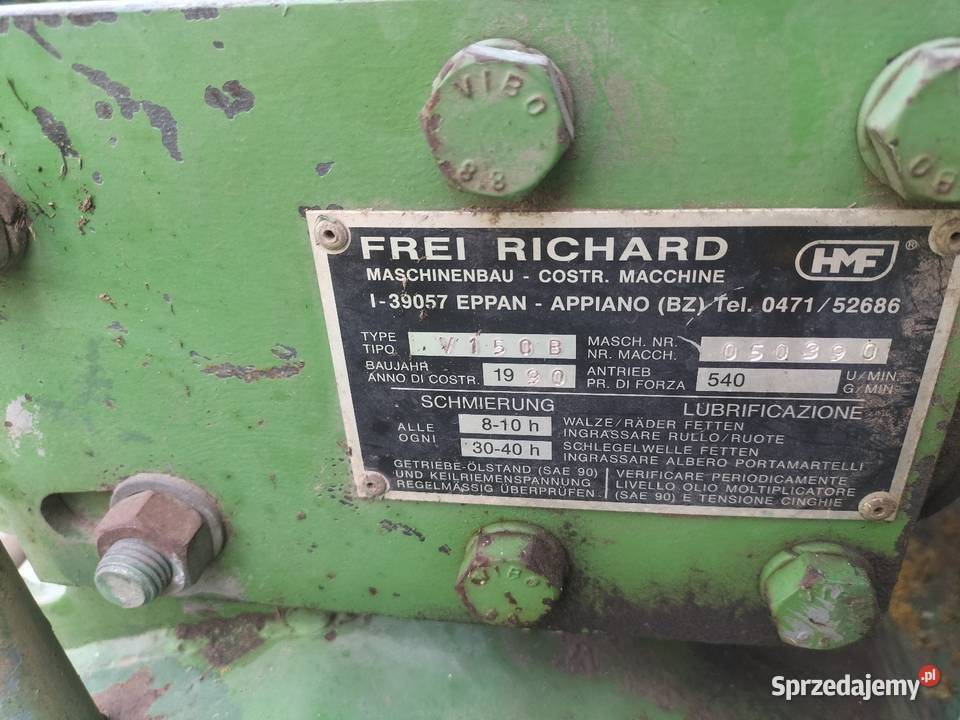 VIBO
8.8
FREI RICHARD
HMF®
MASCHINENBAU - COSTR. MACCHINE
I-39057 EPPAN - APPIANO (BZ) Tel. 0471/52686
TYPE
TIPO
V150B
MASCH. NR.
NR. MACCH.
050390
BAUJAHR
ANNO DI COSTR.
1990
ANTRIEB
PR. DI FORZA
540
U/MIN.
G/MIN.
SCHMIERUNG
LUBRIFICAZIONE
ALLE
OGNI
8-10 h
WALZE/RÄDER FETTEN
INGRASSARE RULLO/RUOTE
30-40 h
SCHLEGELWELLE FETTEN
INGRASSARE ALBERO PORTAMARTELLI
GETRIEBE-ÖLSTAND (SAE 90)
UND KEILRIEMENSPANNUNG
REGELMÄSSIG ÜBERPRÜFEN
VERIFICARE PERIODICAMENTE
LIVELLO OLIO MOLTIPLICATORE
(SAE 90) E TENSIONE CINGHIE
VIBO
Sprzedajemy.pl